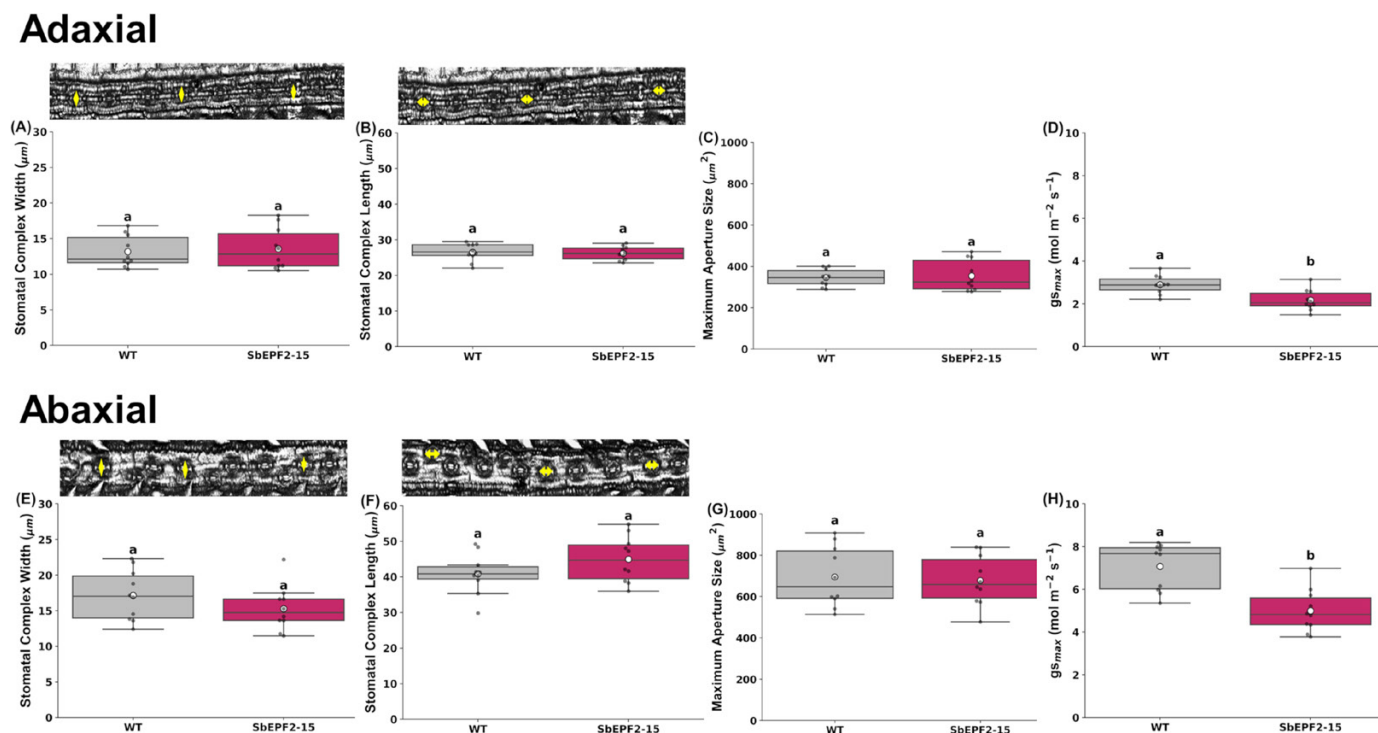 Adaxial
(A)
Stomatal Complex Width (μm)
30
25
20
15
10
5
0
a
a
WT
SbEPF2-15
(B)
Stomatal Complex Length (μm)
60
50
40
30
20
10
0
a
a
WT
SbEPF2-15
(C)
Maximum Aperture Size (μm²)
1000
800
600
400
200
0
a
a
WT
SbEPF2-15
(D)
gsmax (mol m⁻² s⁻¹)
10
8
6
4
2
0
a
b
WT
SbEPF2-15
Abaxial
(E)
Stomatal Complex Width (μm)
30
25
20
15
10
5
0
a
a
WT
SbEPF2-15
(F)
Stomatal Complex Length (μm)
60
50
40
30
20
10
0
a
a
WT
SbEPF2-15
(G)
Maximum Aperture Size (μm²)
1000
800
600
400
200
0
a
a
WT
SbEPF2-15
(H)
gsmax (mol m⁻² s⁻¹)
10
8
6
4
2
0
a
b
WT
SbEPF2-15